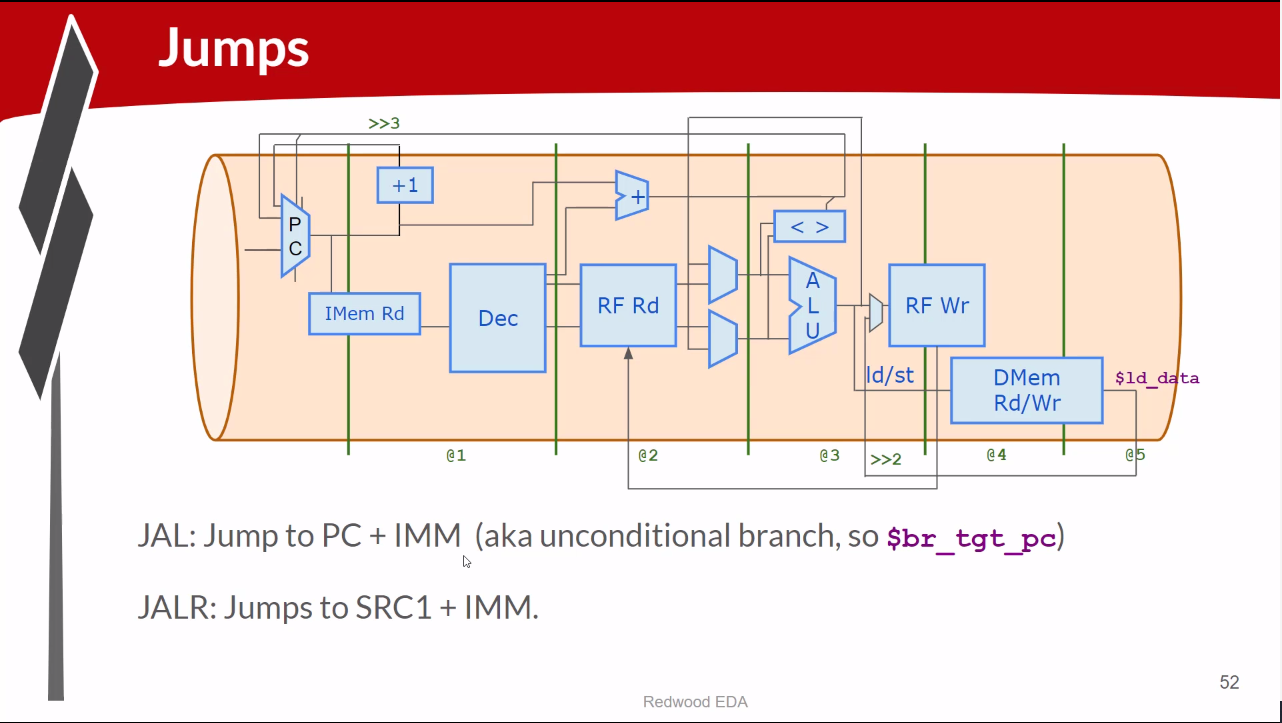 Jumps
>>3
+1
P
C
+
< >
IMem Rd
Dec
RF Rd
A
L
U
RF Wr
ld/st
DMem
Rd/Wr
$ld_data
@1
@2
@3
>>2
@4
@5
JAL: Jump to PC + IMM (aka unconditional branch, so $br_tgt_pc)
JALR: Jumps to SRC1 + IMM.
52
Redwood EDA